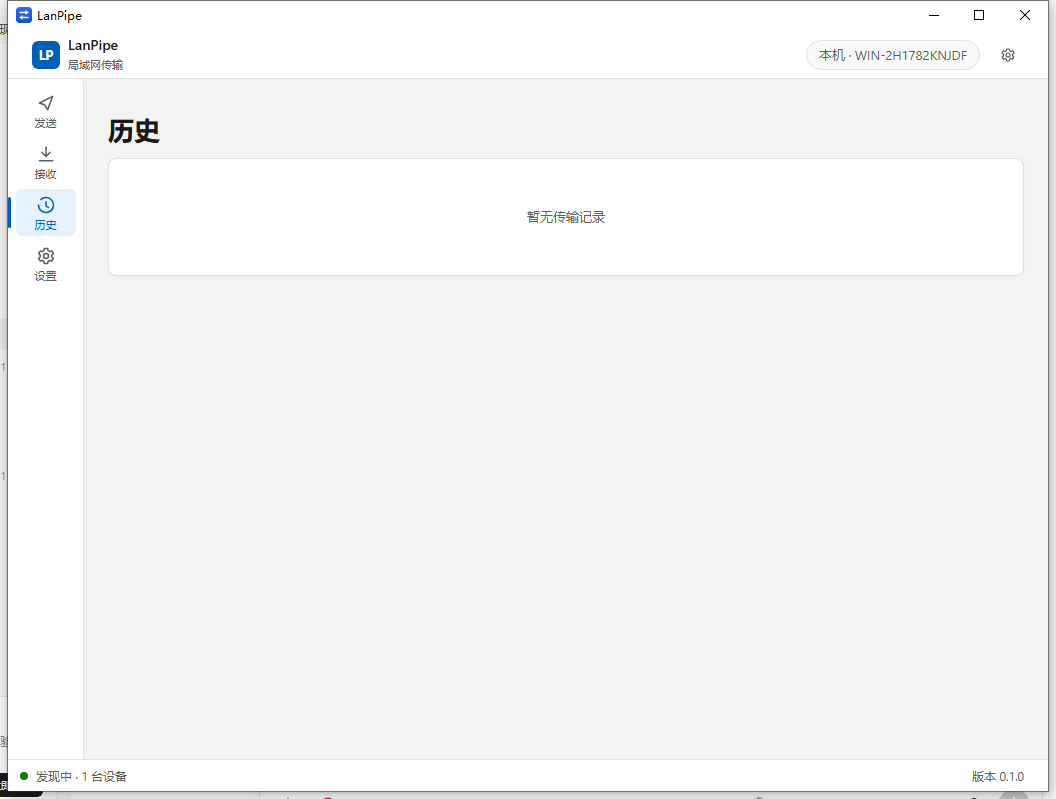 LanPipe
LP
LanPipe
局域网传输
本机 · WIN-2H1782KNJDF
发送
接收
历史
设置
历史
暂无传输记录
发现中 · 1 台设备
版本 0.1.0